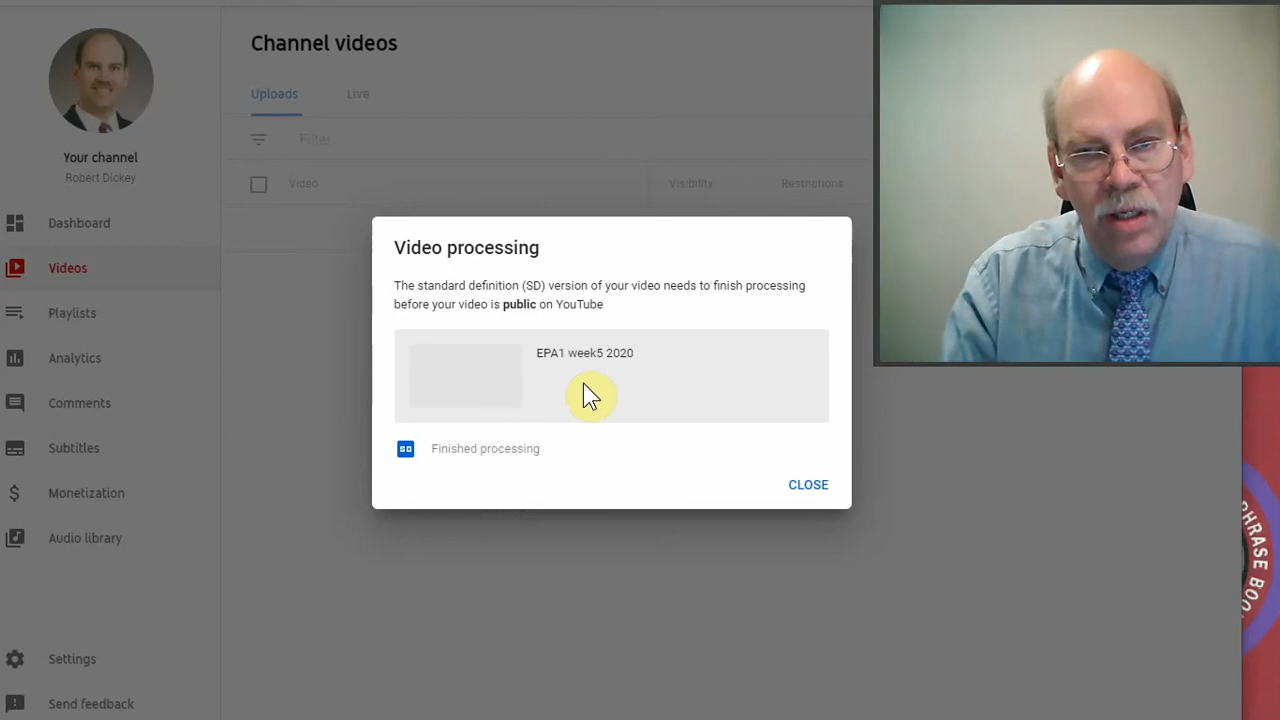 Your channel
Robert Dickey
Dashboard
Videos
Playlists
Analytics
Comments
Subtitles
Monetization
Audio library
Settings
Send feedback
Channel videos
Uploads
Live
Filter
Video
Visibility
Restrictions
Video processing
The standard definition (SD) version of your video needs to finish processing
before your video is public on YouTube
EPA1 week5 2020
SD
Finished processing
CLOSE
PHRASE BOO